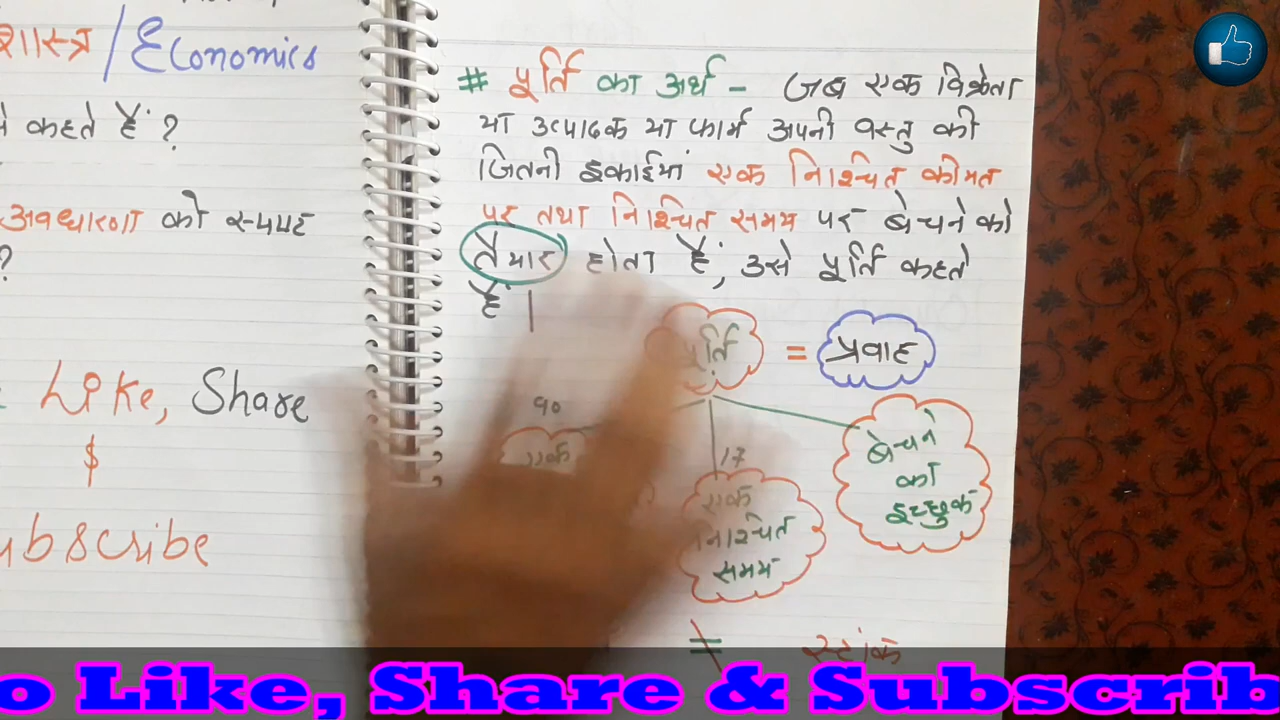 शास्त्र / Economics
कहते हैं ?
अवधारणा को स्पष्ट
?
Like, Share
$
ubscribe
# पूर्ति का अर्थ - जब एक विक्रेता
या उत्पादक या फार्म अपनी वस्तु की
जितनी इकाईयां एक निश्चित कीमत
पर तथा निश्चित समय पर बेचने को
तैयार होता है, उसे पूर्ति कहते
हैं
पूर्ति = प्रवाह
90
एक
17
एक
निश्चित
समय
बेचने
का
इच्छुक
≠ स्टांक
o Like, Share & Subscrib